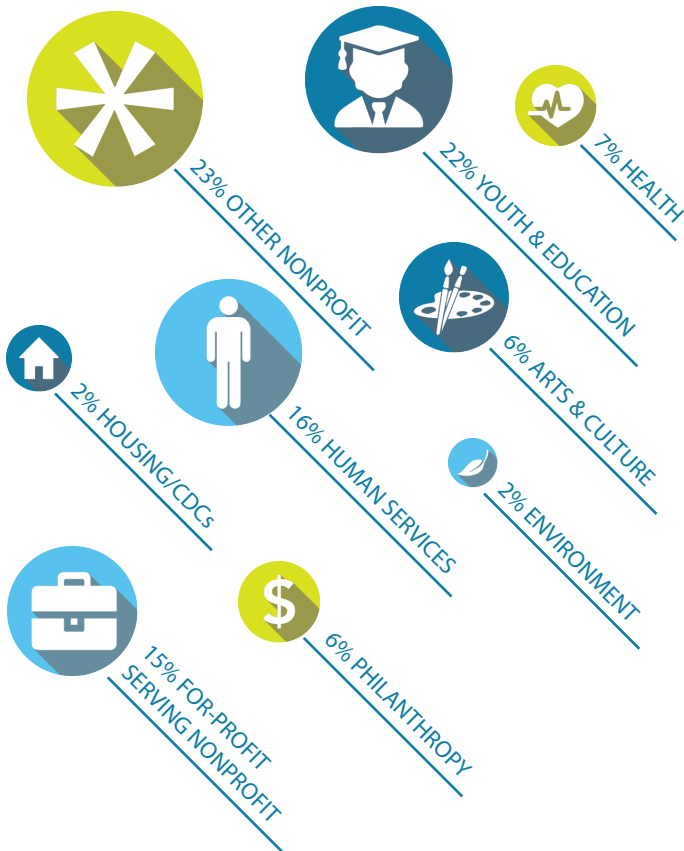 23% OTHER NONPROFIT
22% YOUTH & EDUCATION
7% HEALTH
2% HOUSING/CDCs
16% HUMAN SERVICES
6% ARTS & CULTURE
2% ENVIRONMENT
15% FOR-PROFIT
SERVING NONPROFIT
$
6% PHILANTHROPY